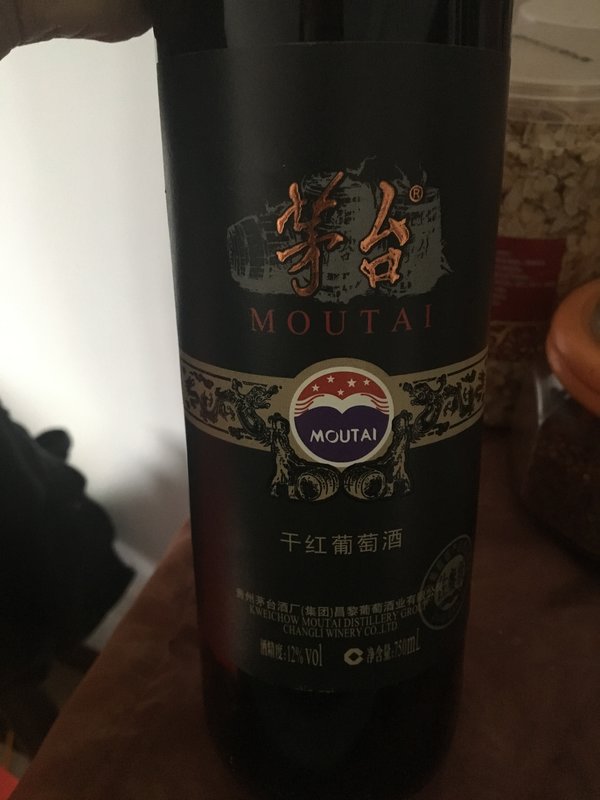 茅台®
MOUTAI
MOUTAI
干红葡萄酒
贵州茅台酒厂(集团)昌黎葡萄酒业有限公司
KWEICHOW MOUTAI DISTILLERY GROUP
CHANGLI WINERY CO.,LTD
酒精度:12%vol 净含量:750mL